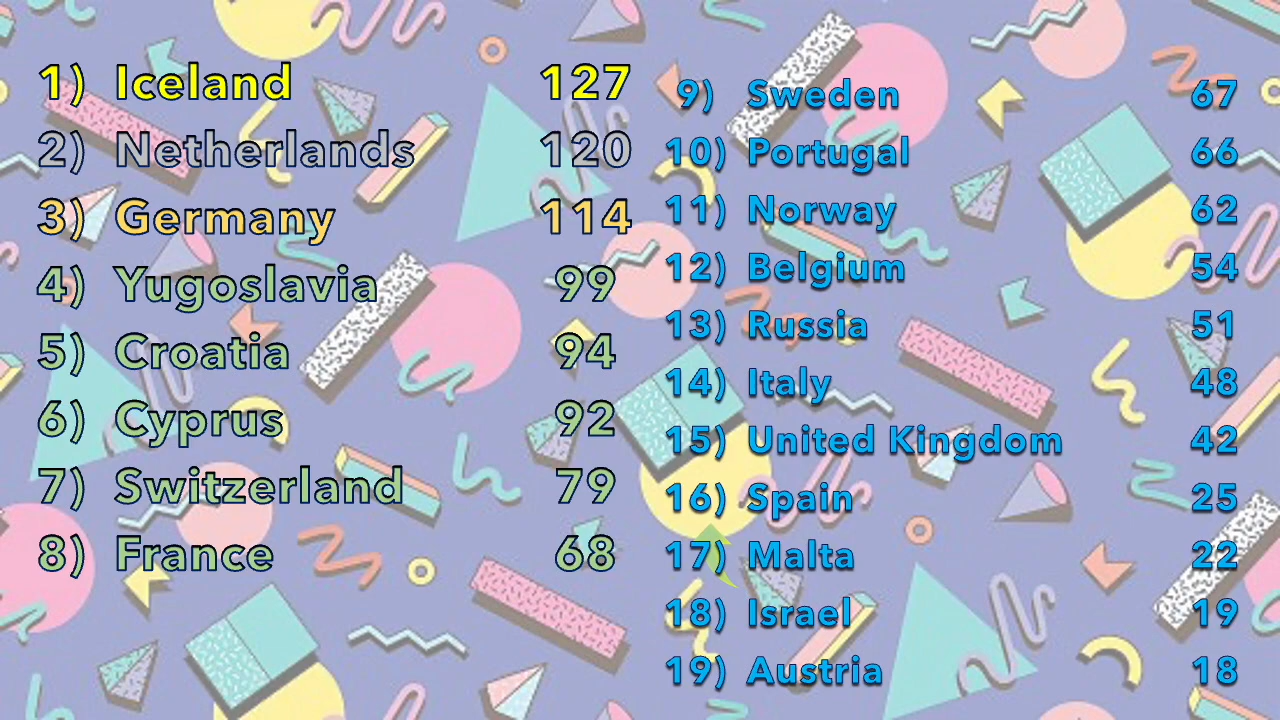 1) Iceland 127
2) Netherlands 120
3) Germany 114
4) Yugoslavia 99
5) Croatia 94
6) Cyprus 92
7) Switzerland 79
8) France 68
9) Sweden 67
10) Portugal 66
11) Norway 62
12) Belgium 54
13) Russia 51
14) Italy 48
15) United Kingdom 42
16) Spain 25
17) Malta 22
18) Israel 19
19) Austria 18